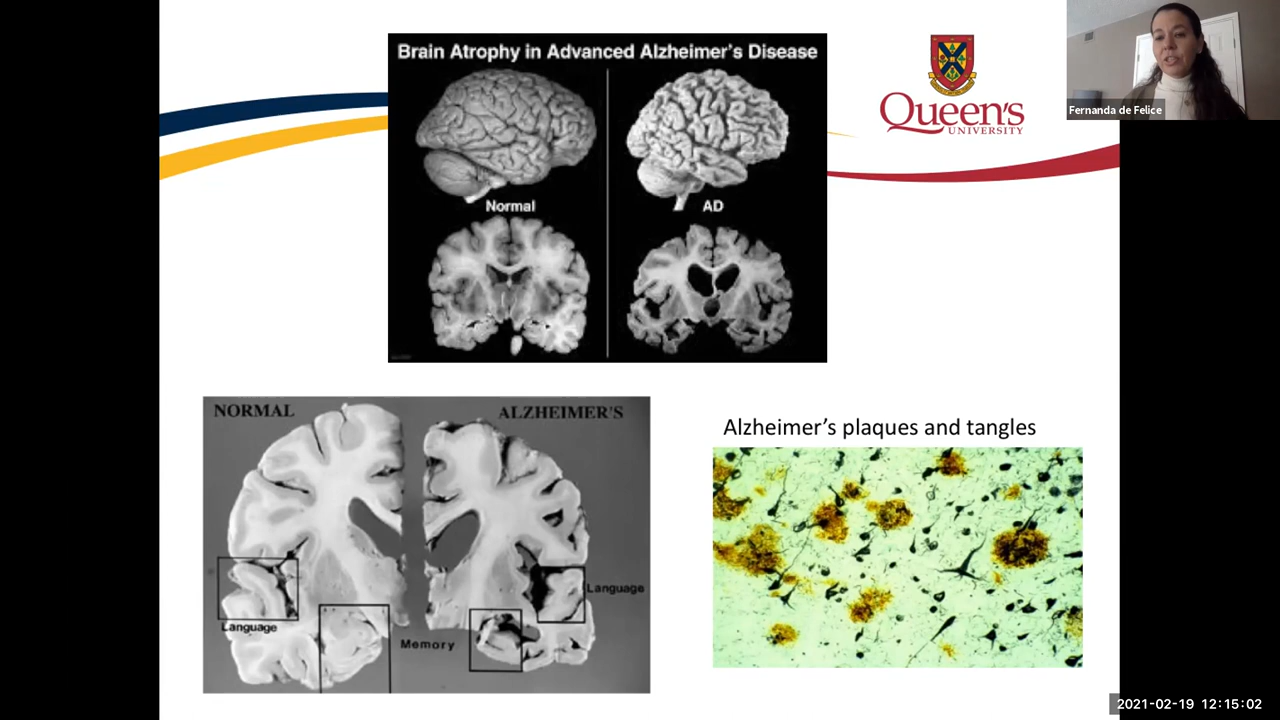 Brain Atrophy in Advanced Alzheimer's Disease
Normal
AD
Queen's
UNIVERSITY
Fernanda de Felice
NORMAL
ALZHEIMER'S
Language
Language
Memory
Alzheimer's plaques and tangles
2021-02-19 12:15:02